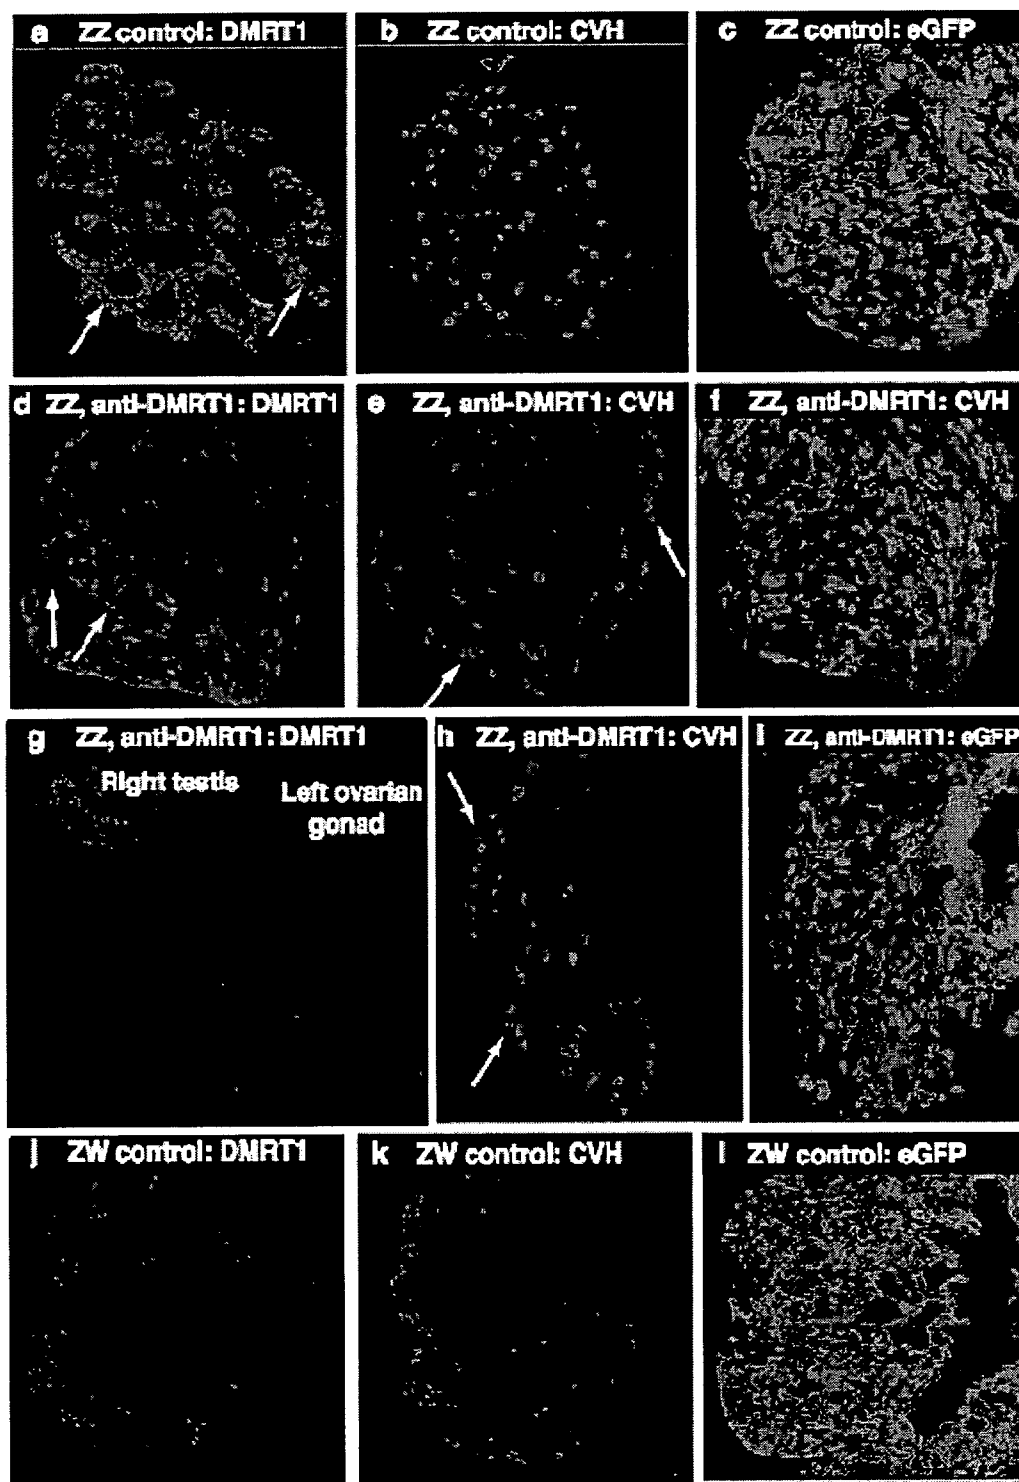 a ZZ control: DMRT1
b ZZ control: CVH
c ZZ control: eGFP
d ZZ, anti-DMRT1: DMRT1
e ZZ, anti-DMRT1: CVH
f ZZ, anti-DMRT1: CVH
g ZZ, anti-DMRT1: DMRT1
Right testis
Left ovarian
gonad
h ZZ, anti-DMRT1: CVH
i ZZ, anti-DMRT1: eGFP
j ZW control: DMRT1
k ZW control: CVH
l ZW control: eGFP